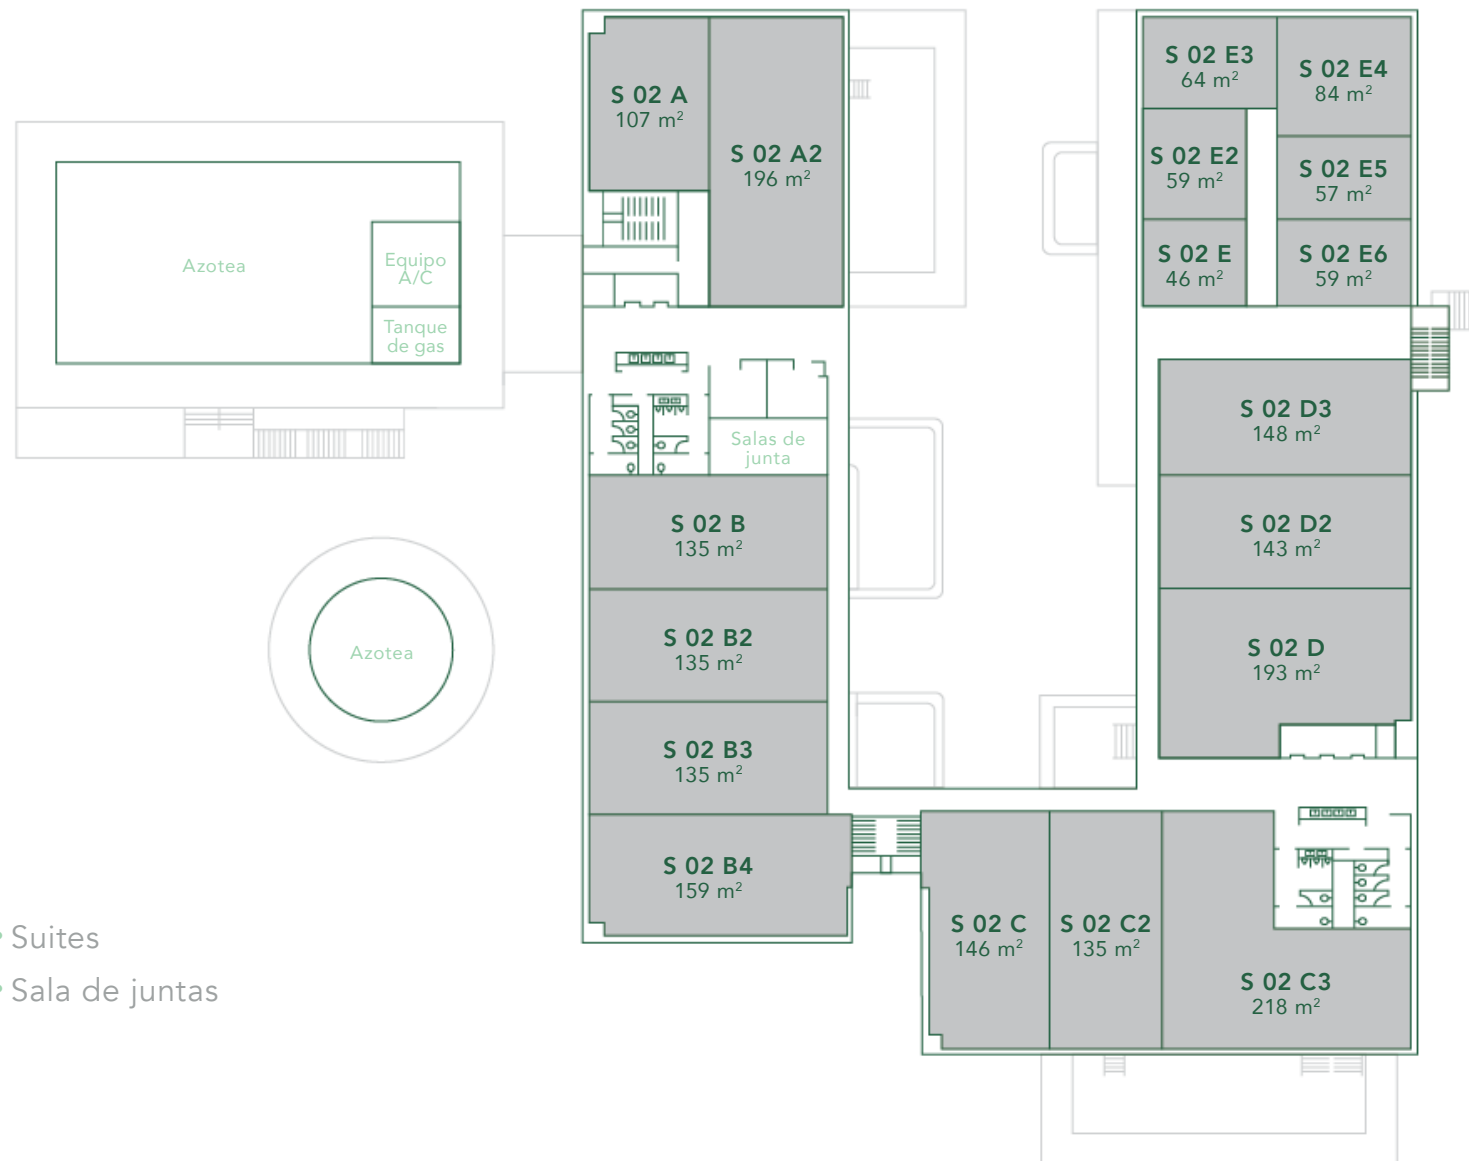 S 02 A
107 m²
S 02 A2
196 m²
S 02 E3
64 m²
S 02 E4
84 m²
S 02 E2
59 m²
S 02 E5
57 m²
S 02 E
46 m²
S 02 E6
59 m²
Azotea
Equipo
A/C
Tanque
de gas
Salas de
junta
S 02 D3
148 m²
S 02 B
135 m²
S 02 D2
143 m²
S 02 B2
135 m²
S 02 D
193 m²
Azotea
S 02 B3
135 m²
S 02 B4
159 m²
S 02 C
146 m²
S 02 C2
135 m²
S 02 C3
218 m²
Suites
Sala de juntas